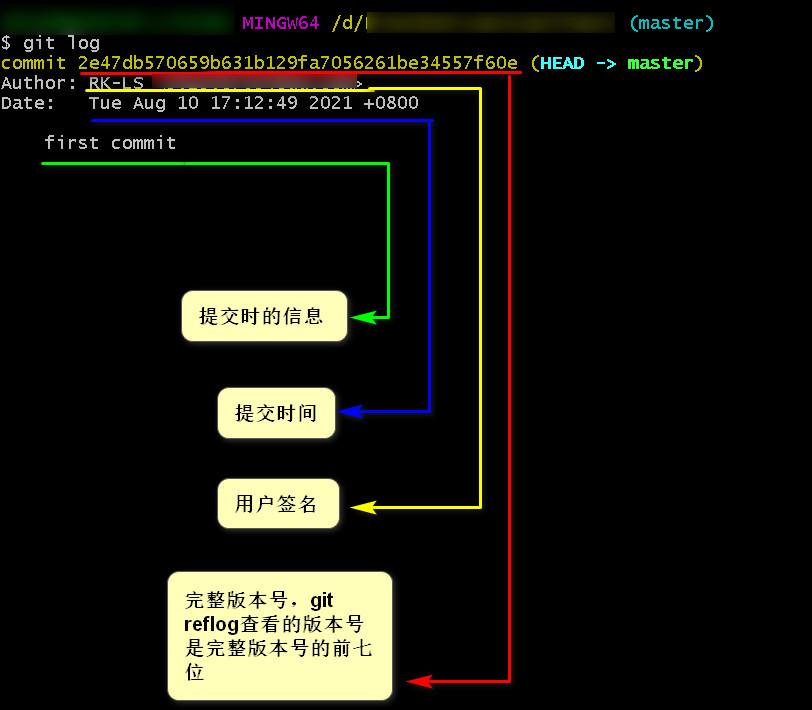 MINGW64 /d/ (master)
$ git log
commit 2e47db570659b631b129fa7056261be34557f60e (HEAD -> master)
Author: RK-LS >
Date:   Tue Aug 10 17:12:49 2021 +0800
first commit
提交时的信息
提交时间
用户签名
完整版本号，git
reflog查看的版本号
是完整版本号的前七
位